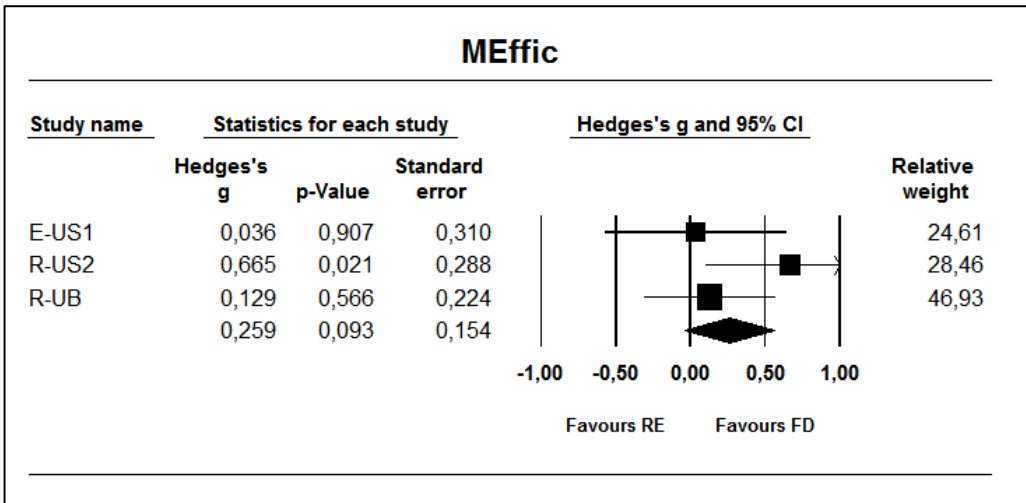 MEffic
Study name Statistics for each study Hedges's g and 95% CI
Hedges's Standard Relative
g p-Value error weight
E-US1 0,036 0,907 0,310 24,61
R-US2 0,665 0,021 0,288 28,46
R-UB 0,129 0,566 0,224 46,93
0,259 0,093 0,154
-1,00 -0,50 0,00 0,50 1,00
Favours RE Favours FD